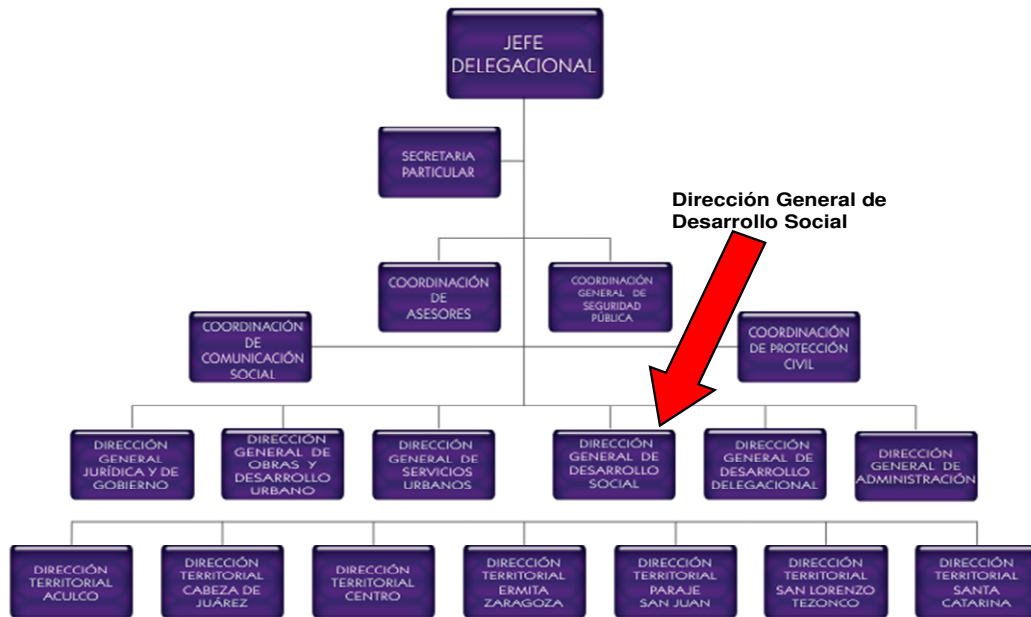 JEFE
DELEGACIONAL
SECRETARIA
PARTICULAR
Dirección General de
Desarrollo Social
COORDINACIÓN
DE
ASESORES
COORDINACIÓN
GENERAL DE
SEGURIDAD
PÚBLICA
COORDINACIÓN
DE
COMUNICACIÓN
SOCIAL
COORDINACIÓN
DE PROTECCIÓN
CIVIL
DIRECCIÓN
GENERAL
JURÍDICA Y DE
GOBIERNO
DIRECCIÓN
GENERAL DE
OBRAS Y
DESARROLLO
URBANO
DIRECCIÓN
GENERAL DE
SERVICIOS
URBANOS
DIRECCIÓN
GENERAL DE
DESARROLLO
SOCIAL
DIRECCIÓN
GENERAL DE
DESARROLLO
DELEGACIONAL
DIRECCIÓN
GENERAL DE
ADMINISTRACIÓN
DIRECCIÓN
TERRITORIAL
ACULCO
DIRECCIÓN
TERRITORIAL
CABEZA DE
JUÁREZ
DIRECCIÓN
TERRITORIAL
CENTRO
DIRECCIÓN
TERRITORIAL
ERMITA
ZARAGOZA
DIRECCIÓN
TERRITORIAL
PARAJE
SAN JUAN
DIRECCIÓN
TERRITORIAL
SAN LORENZO
TEZONCO
DIRECCIÓN
TERRITORIAL
SANTA
CATARINA